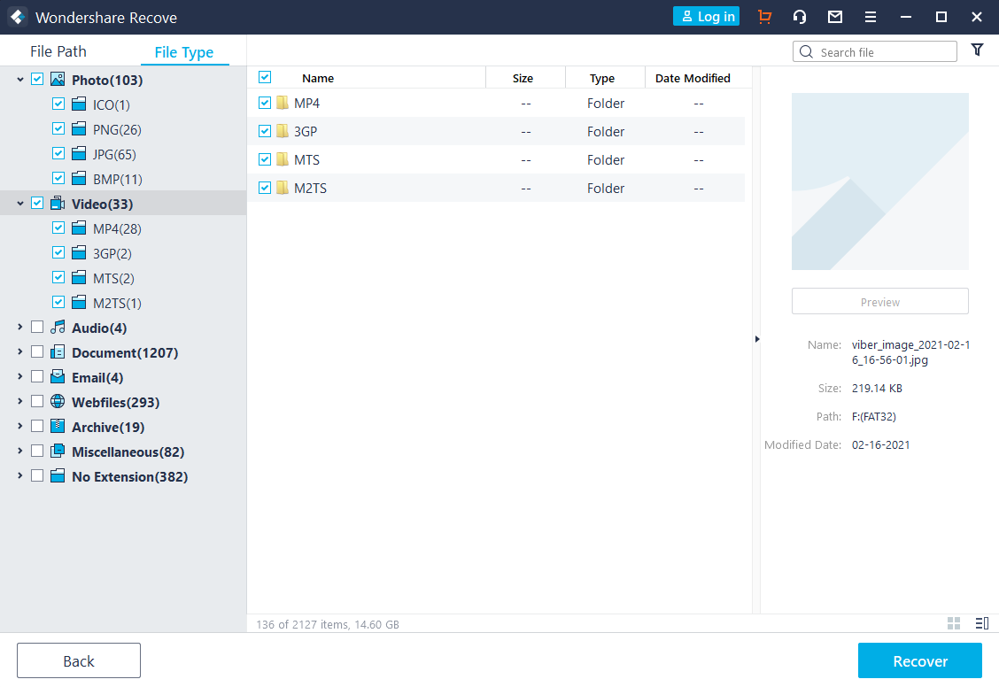 Wondershare Recove
Log in
File Path
File Type
Search file
Photo(103)
ICO(1)
PNG(26)
JPG(65)
BMP(11)
Video(33)
MP4(28)
3GP(2)
MTS(2)
M2TS(1)
Audio(4)
Document(1207)
Email(4)
Webfiles(293)
Archive(19)
Miscellaneous(82)
No Extension(382)
Name Size Type Date Modified
MP4 -- Folder --
3GP -- Folder --
MTS -- Folder --
M2TS -- Folder --
Preview
Name: viber_image_2021-02-1
6_16-56-01.jpg
Size: 219.14 KB
Path: F:(FAT32)
Modified Date: 02-16-2021
136 of 2127 items, 14.60 GB
Back
Recover